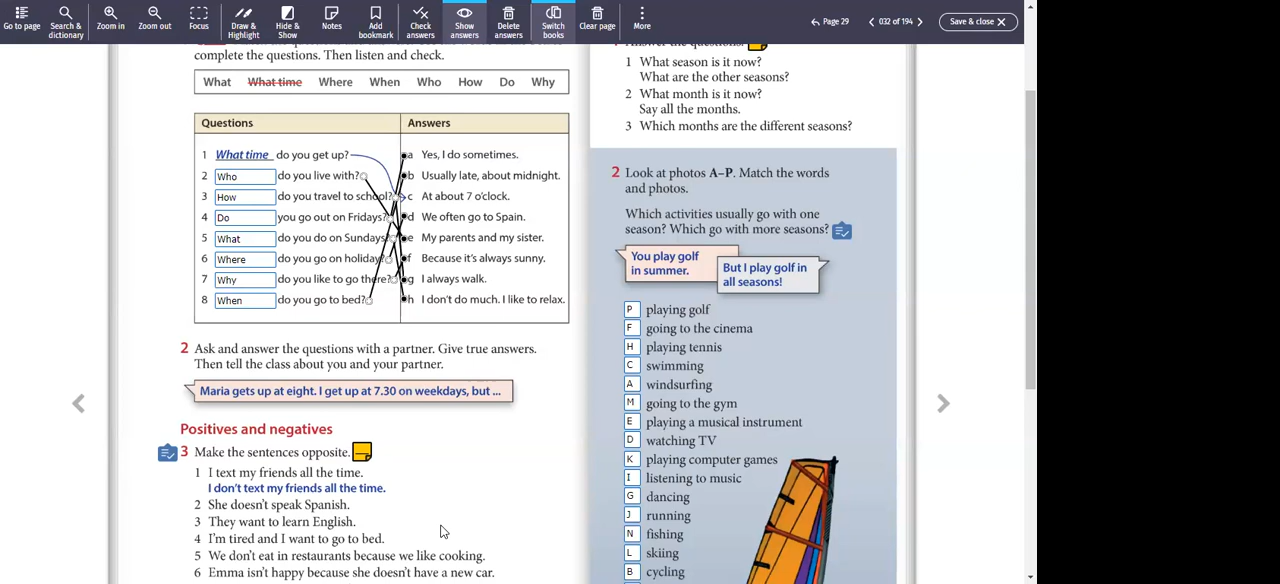 Go to page
Search & dictionary
Zoom in
Zoom out
Focus
Draw & Highlight
Hide & Show
Notes
Add bookmark
Check answers
Show answers
Delete answers
Switch books
Clear page
More
Page 29
032 of 194
Save & close
complete the questions. Then listen and check.
What What time Where When Who How Do Why
Questions Answers
1 What time do you get up? a Yes, I do sometimes.
2 Who do you live with? b Usually late, about midnight.
3 How do you travel to school? c At about 7 o'clock.
4 Do you go out on Fridays? d We often go to Spain.
5 What do you do on Sundays? e My parents and my sister.
6 Where do you go on holiday? f Because it's always sunny.
7 Why do you like to go there? g I always walk.
8 When do you go to bed? h I don't do much. I like to relax.
2 Ask and answer the questions with a partner. Give true answers.
Then tell the class about you and your partner.
Maria gets up at eight. I get up at 7.30 on weekdays, but ...
Positives and negatives
3 Make the sentences opposite.
1 I text my friends all the time.
I don't text my friends all the time.
2 She doesn't speak Spanish.
3 They want to learn English.
4 I'm tired and I want to go to bed.
5 We don't eat in restaurants because we like cooking.
6 Emma isn't happy because she doesn't have a new car.
Answer the questions.
1 What season is it now?
What are the other seasons?
2 What month is it now?
Say all the months.
3 Which months are the different seasons?
2 Look at photos A–P. Match the words
and photos.
Which activities usually go with one
season? Which go with more seasons?
You play golf
in summer.
But I play golf in
all seasons!
P playing golf
F going to the cinema
H playing tennis
C swimming
A windsurfing
M going to the gym
E playing a musical instrument
D watching TV
K playing computer games
I listening to music
G dancing
J running
N fishing
L skiing
B cycling